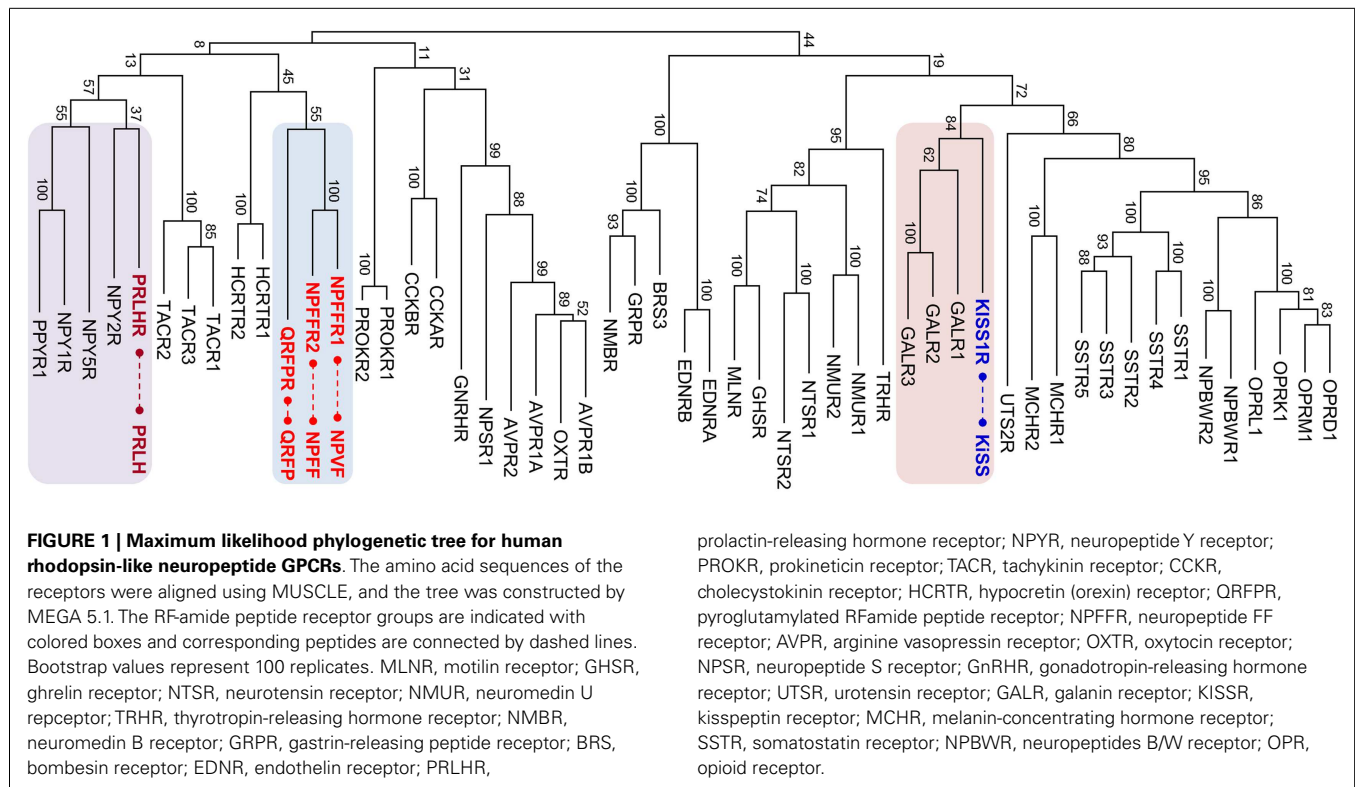 44
8
11
19
13
45
31
72
57
55
66
55
37
84
80
99
95
62
95
100
100
82
88
74
86
100
100
100
100
85
100
100
100
93
100
99
89
52
100
100
100
100
100
93
88
100
100
100
81
83
PPYR1
NPY1R
NPY5R
NPY2R
PRLHR
PRLH
TACR2
TACR3
TACR1
HCRTR2
HCRTR1
QRFPR
QRFP
NPFFR2
NPFF
NPFFR1
NPVF
PROKR2
PROKR1
CCKBR
CCKAR
GNRHR
NPSR1
AVPR2
AVPR1A
OXTR
AVPR1B
NMBR
GRPR
BRS3
EDNRB
EDNRA
MLNR
GHSR
NTSR2
NTSR1
NMUR2
NMUR1
TRHR
GALR3
GALR2
GALR1
KISS1R
KiSS
UTS2R
MCHR2
MCHR1
SSTR5
SSTR3
SSTR2
SSTR4
SSTR1
NPBWR2
NPBWR1
OPRL1
OPRK1
OPRM1
OPRD1
FIGURE 1 | Maximum likelihood phylogenetic tree for human
rhodopsin-like neuropeptide GPCRs. The amino acid sequences of the
receptors were aligned using MUSCLE, and the tree was constructed by
MEGA 5.1. The RF-amide peptide receptor groups are indicated with
colored boxes and corresponding peptides are connected by dashed lines.
Bootstrap values represent 100 replicates. MLNR, motilin receptor; GHSR,
ghrelin receptor; NTSR, neurotensin receptor; NMUR, neuromedin U
repceptor; TRHR, thyrotropin-releasing hormone receptor; NMBR,
neuromedin B receptor; GRPR, gastrin-releasing peptide receptor; BRS,
bombesin receptor; EDNR, endothelin receptor; PRLHR,
prolactin-releasing hormone receptor; NPYR, neuropeptide Y receptor;
PROKR, prokineticin receptor; TACR, tachykinin receptor; CCKR,
cholecystokinin receptor; HCRTR, hypocretin (orexin) receptor; QRFPR,
pyroglutamylated RFamide peptide receptor; NPFFR, neuropeptide FF
receptor; AVPR, arginine vasopressin receptor; OXTR, oxytocin receptor;
NPSR, neuropeptide S receptor; GnRHR, gonadotropin-releasing hormone
receptor; UTSR, urotensin receptor; GALR, galanin receptor; KISSR,
kisspeptin receptor; MCHR, melanin-concentrating hormone receptor;
SSTR, somatostatin receptor; NPBWR, neuropeptides B/W receptor; OPR,
opioid receptor.